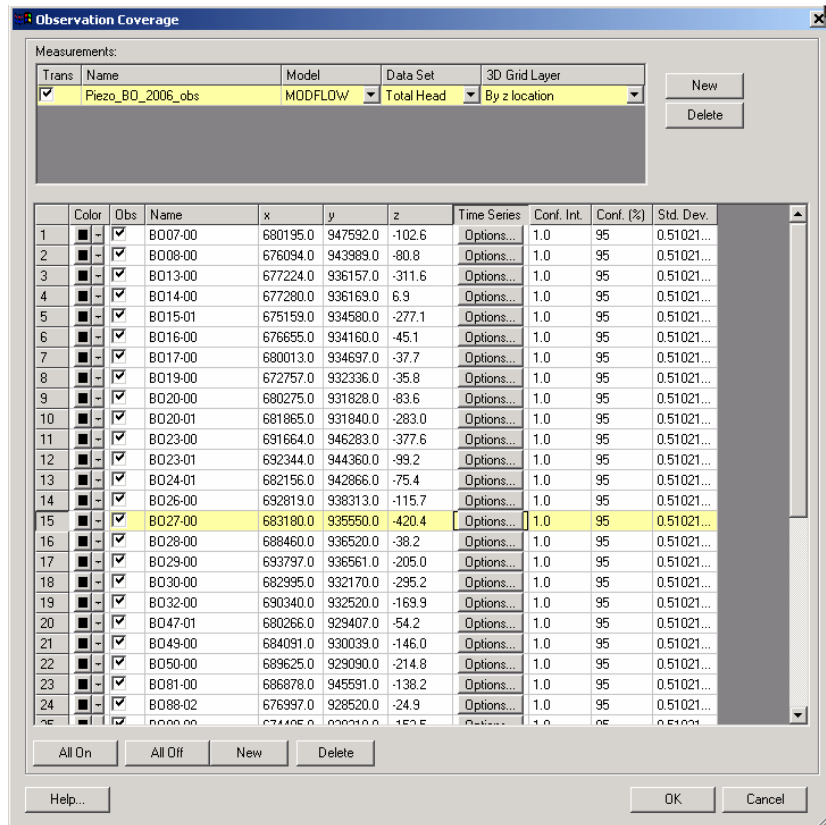 Observation Coverage
Measurements:
Trans Name Model Data Set 3D Grid Layer
Piezo_BO_2006_obs MODFLOW Total Head By z location
New
Delete
Color Obs Name x y z Time Series Conf. Int. Conf. (%) Std. Dev.
1 BO07-00 680195.0 947592.0 -102.6 Options... 1.0 95 0.51021...
2 BO08-00 676094.0 943989.0 -80.8 Options... 1.0 95 0.51021...
3 BO13-00 677224.0 936157.0 -311.6 Options... 1.0 95 0.51021...
4 BO14-00 677280.0 936169.0 6.9 Options... 1.0 95 0.51021...
5 BO15-01 675159.0 934580.0 -277.1 Options... 1.0 95 0.51021...
6 BO16-00 676655.0 934160.0 -45.1 Options... 1.0 95 0.51021...
7 BO17-00 680013.0 934697.0 -37.7 Options... 1.0 95 0.51021...
8 BO19-00 672757.0 932336.0 -35.8 Options... 1.0 95 0.51021...
9 BO20-00 680275.0 931828.0 -83.6 Options... 1.0 95 0.51021...
10 BO20-01 681865.0 931840.0 -283.0 Options... 1.0 95 0.51021...
11 BO23-00 691664.0 946283.0 -377.6 Options... 1.0 95 0.51021...
12 BO23-01 692344.0 944360.0 -99.2 Options... 1.0 95 0.51021...
13 BO24-01 682156.0 942866.0 -75.4 Options... 1.0 95 0.51021...
14 BO26-00 692819.0 938313.0 -115.7 Options... 1.0 95 0.51021...
15 BO27-00 683180.0 935550.0 -420.4 Options... 1.0 95 0.51021...
16 BO28-00 688460.0 936520.0 -38.2 Options... 1.0 95 0.51021...
17 BO29-00 693797.0 936561.0 -205.0 Options... 1.0 95 0.51021...
18 BO30-00 682995.0 932170.0 -295.2 Options... 1.0 95 0.51021...
19 BO32-00 690340.0 932520.0 -169.9 Options... 1.0 95 0.51021...
20 BO47-01 680266.0 929407.0 -54.2 Options... 1.0 95 0.51021...
21 BO49-00 684091.0 930039.0 -146.0 Options... 1.0 95 0.51021...
22 BO50-00 689625.0 929090.0 -214.8 Options... 1.0 95 0.51021...
23 BO81-00 686878.0 945591.0 -138.2 Options... 1.0 95 0.51021...
24 BO88-02 676997.0 928520.0 -24.9 Options... 1.0 95 0.51021...
All On All Off New Delete
Help... OK Cancel